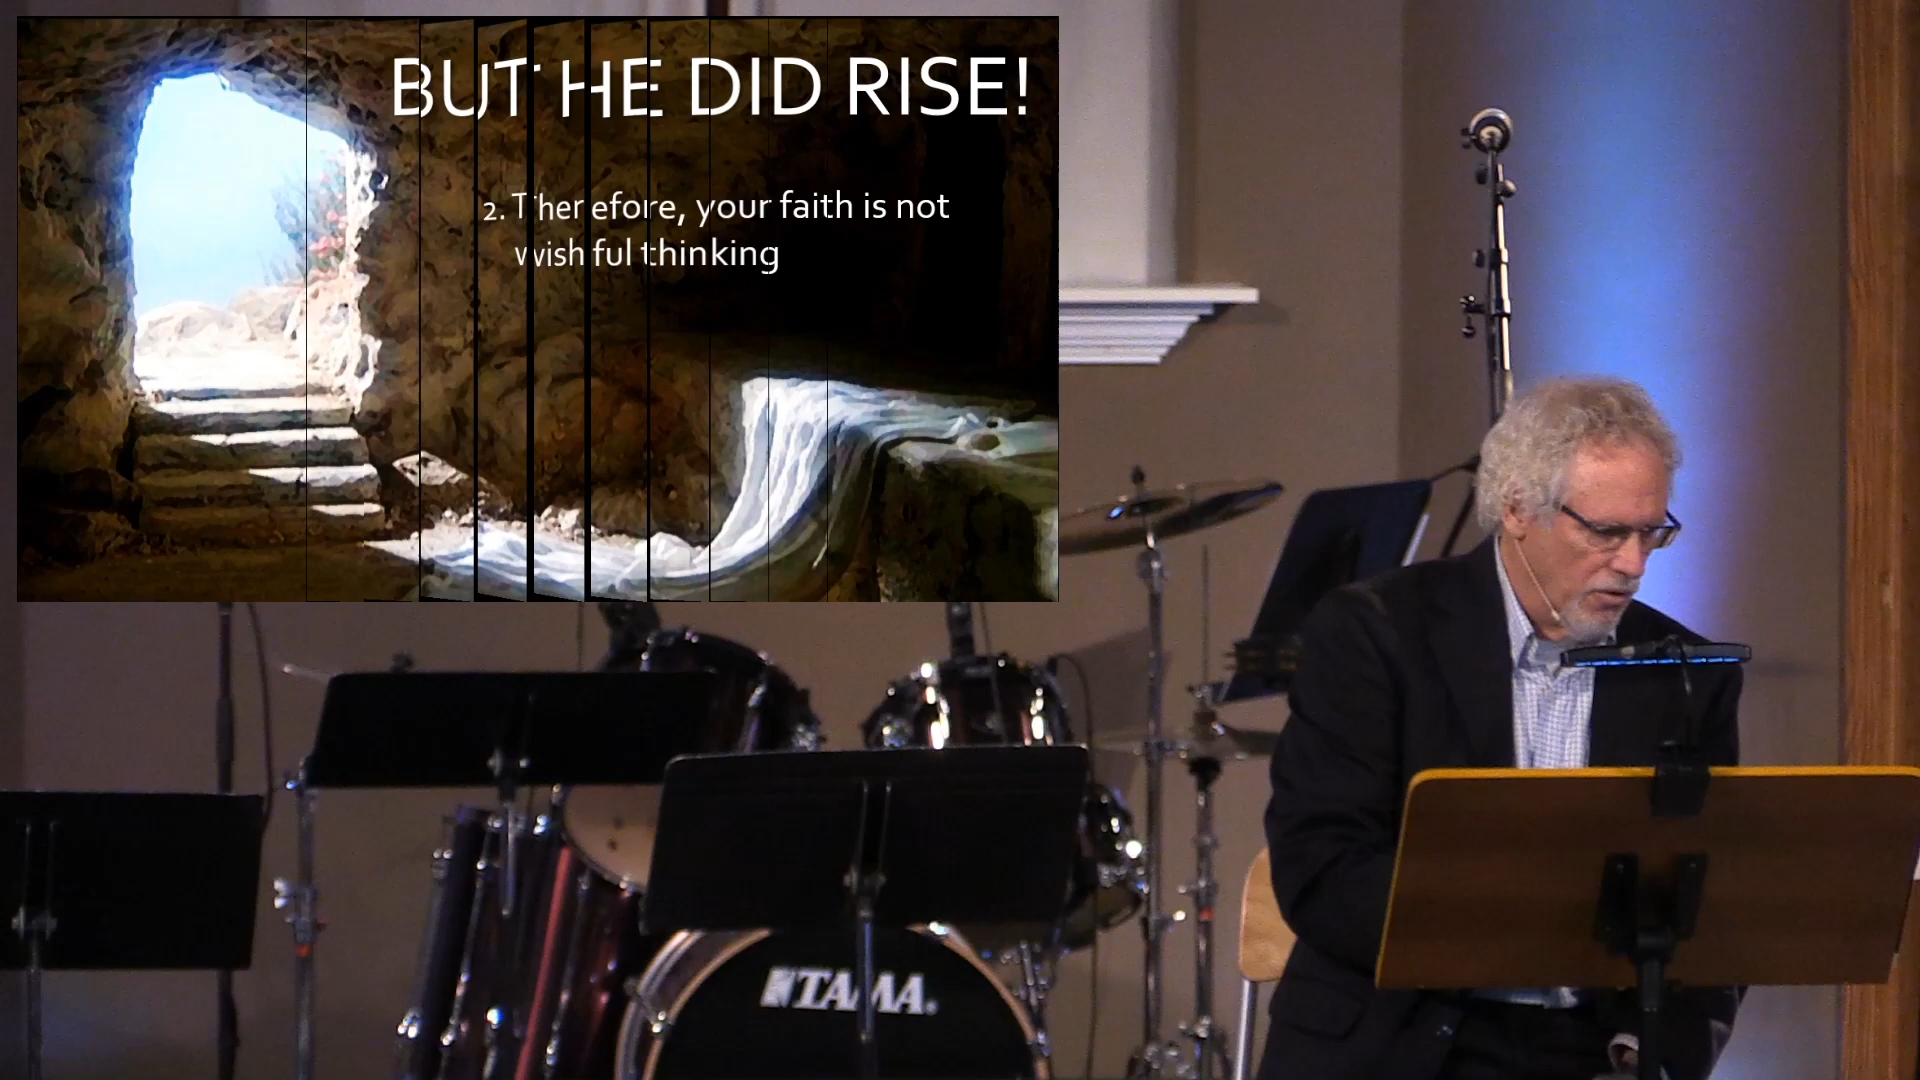 BUT HE DID RISE!
2. Therefore, your faith is not
wishful thinking
TAMA